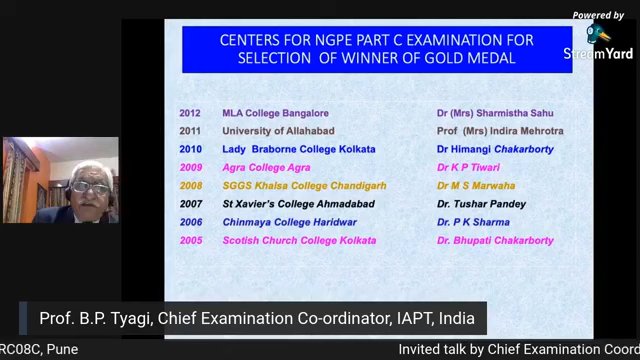 Powered by
StreamYard
CENTERS FOR NGPE PART C EXAMINATION FOR
SELECTION OF WINNER OF GOLD MEDAL
2012 MLA College Bangalore Dr (Mrs) Sharmistha Sahu
2011 University of Allahabad Prof (Mrs) Indira Mehrotra
2010 Lady Braborne College Kolkata Dr Himangi Chakarborty
2009 Agra College Agra Dr K P Tiwari
2008 SGGS Khalsa College Chandigarh Dr M S Marwaha
2007 St Xavier's College Ahmadabad Dr. Tushar Pandey
2006 Chinmaya College Haridwar Dr. P K Sharma
2005 Scotish Church College Kolkata Dr. Bhupati Chakarborty
Prof. B.P. Tyagi, Chief Examination Co-ordinator, IAPT, India
RC08C, Pune Invited talk by Chief Examination Coord